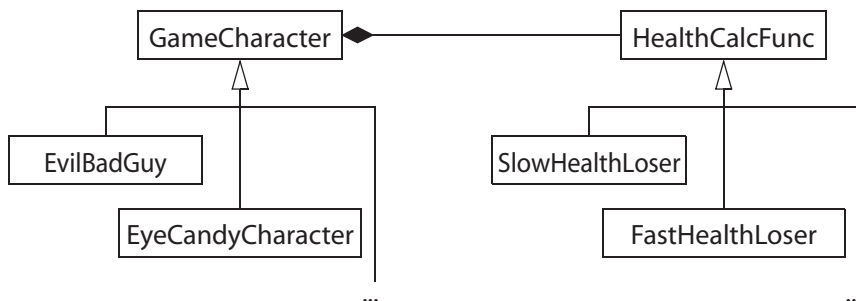 GameCharacter
HealthCalcFunc
EvilBadGuy
SlowHealthLoser
EyeCandyCharacter
FastHealthLoser
...
...